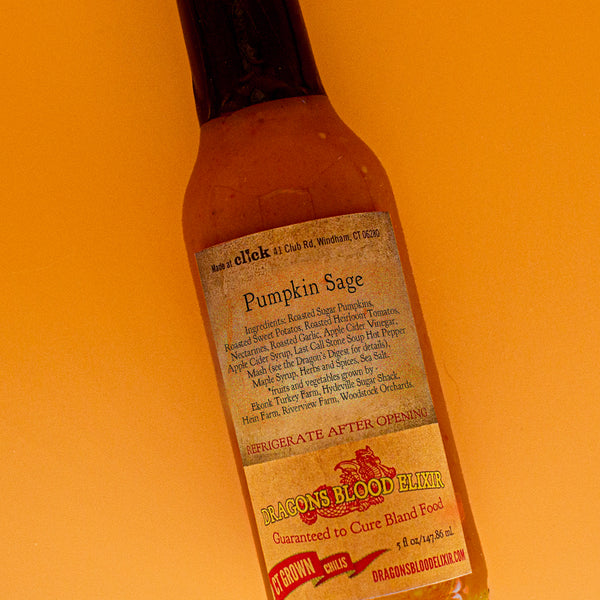 Made at click 41 Club Rd, Windham, CT 06280
Pumpkin Sage
Ingredients: Roasted Sugar Pumpkins,
Roasted Sweet Potatos, Roasted Heirloom Tomatos,
Nectarines, Roasted Garlic, Apple Cider Vinegar,
Apple Cider Syrup, Last Call Stone Soup Hot Pepper
Mash (see the Dragon's Digest for details),
Maple Syrup, Herbs and Spices, Sea Salt.
*fruits and vegetables grown by -
Ekonk Turkey Farm, Hydeville Sugar Shack,
Hein Farm, Riverview Farm, Woodstock Orchards.
REFRIGERATE AFTER OPENING
DRAGONS BLOOD ELIXIR
Guaranteed to Cure Bland Food
5 fl oz/147.86 mL
CT GROWN CHILIS
DRAGONSBLOODELIXIR.COM